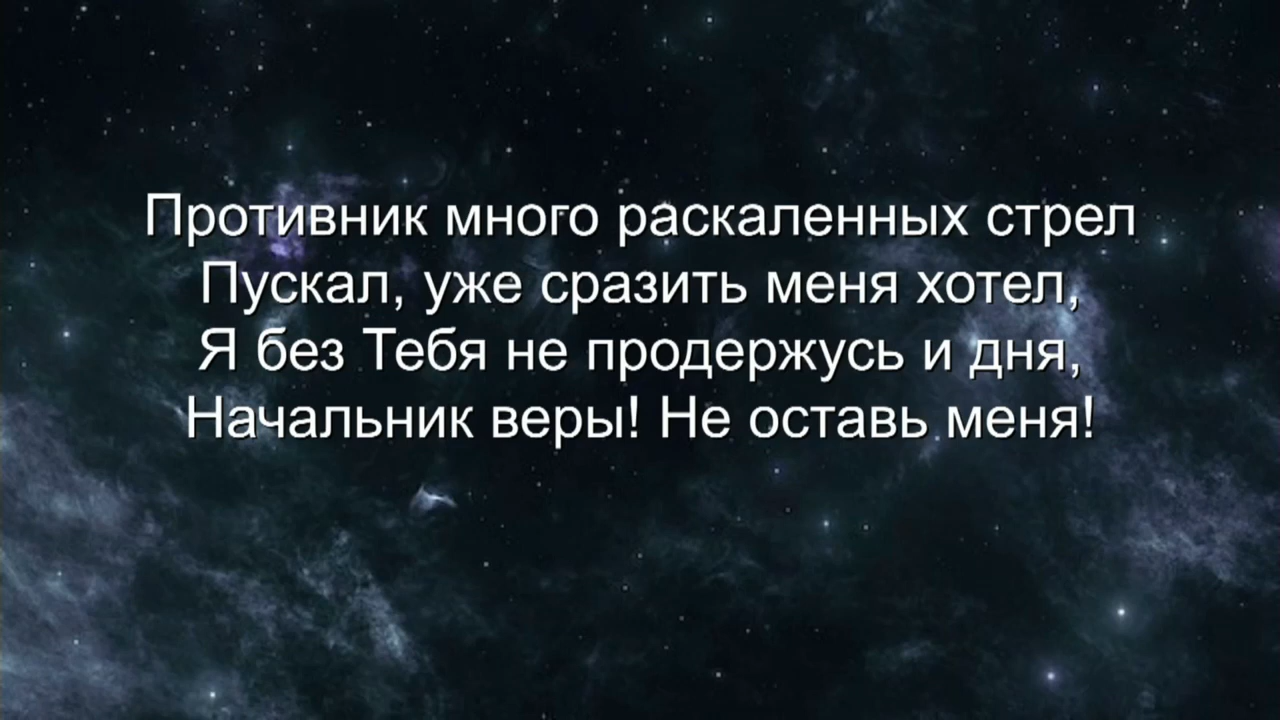 Противник много раскаленных стрел
Пускал, уже сразить меня хотел,
Я без Тебя не продержусь и дня,
Начальник веры! Не оставь меня!